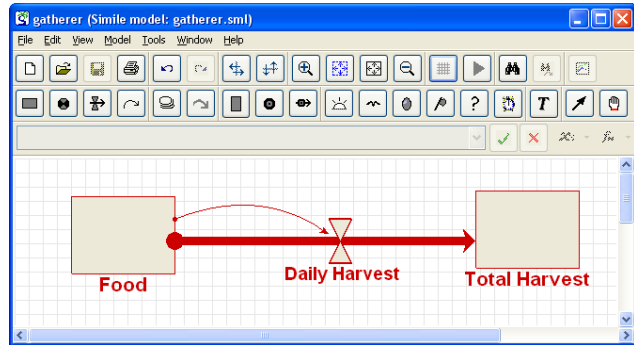 gatherer (Simile model: gatherer.sml)
File Edit View Model Tools Window Help
? T
Food
Daily Harvest
Total Harvest